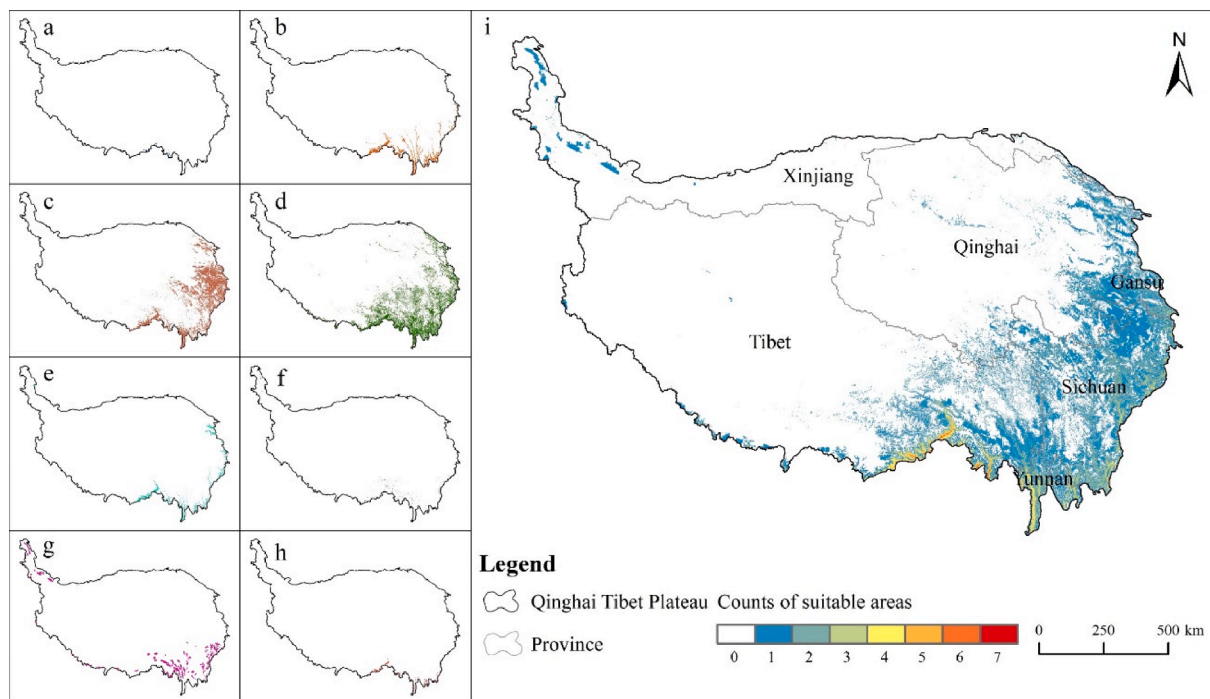 a
b
c
d
e
f
g
h
i
N
Xinjiang
Qinghai
Gansu
Tibet
Sichuan
Yunnan
Legend
Qinghai Tibet Plateau
Province
Counts of suitable areas
0 1 2 3 4 5 6 7
0 250 500 km